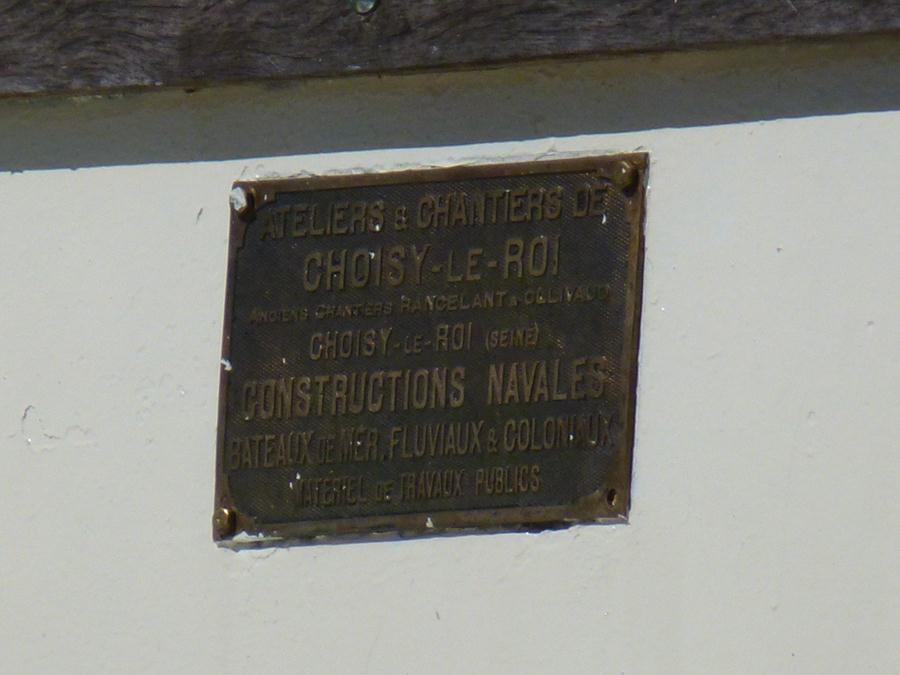 ATELIERS & CHANTIERS DE
CHOISY-LE-ROI
ANCIENS CHANTIERS RANCELANT & OLLIVAUD
CHOISY-LE-ROI (SEINE)
CONSTRUCTIONS NAVALES
BATEAUX DE MER, FLUVIAUX & COLONIAUX
MATÉRIEL DE TRAVAUX PUBLICS